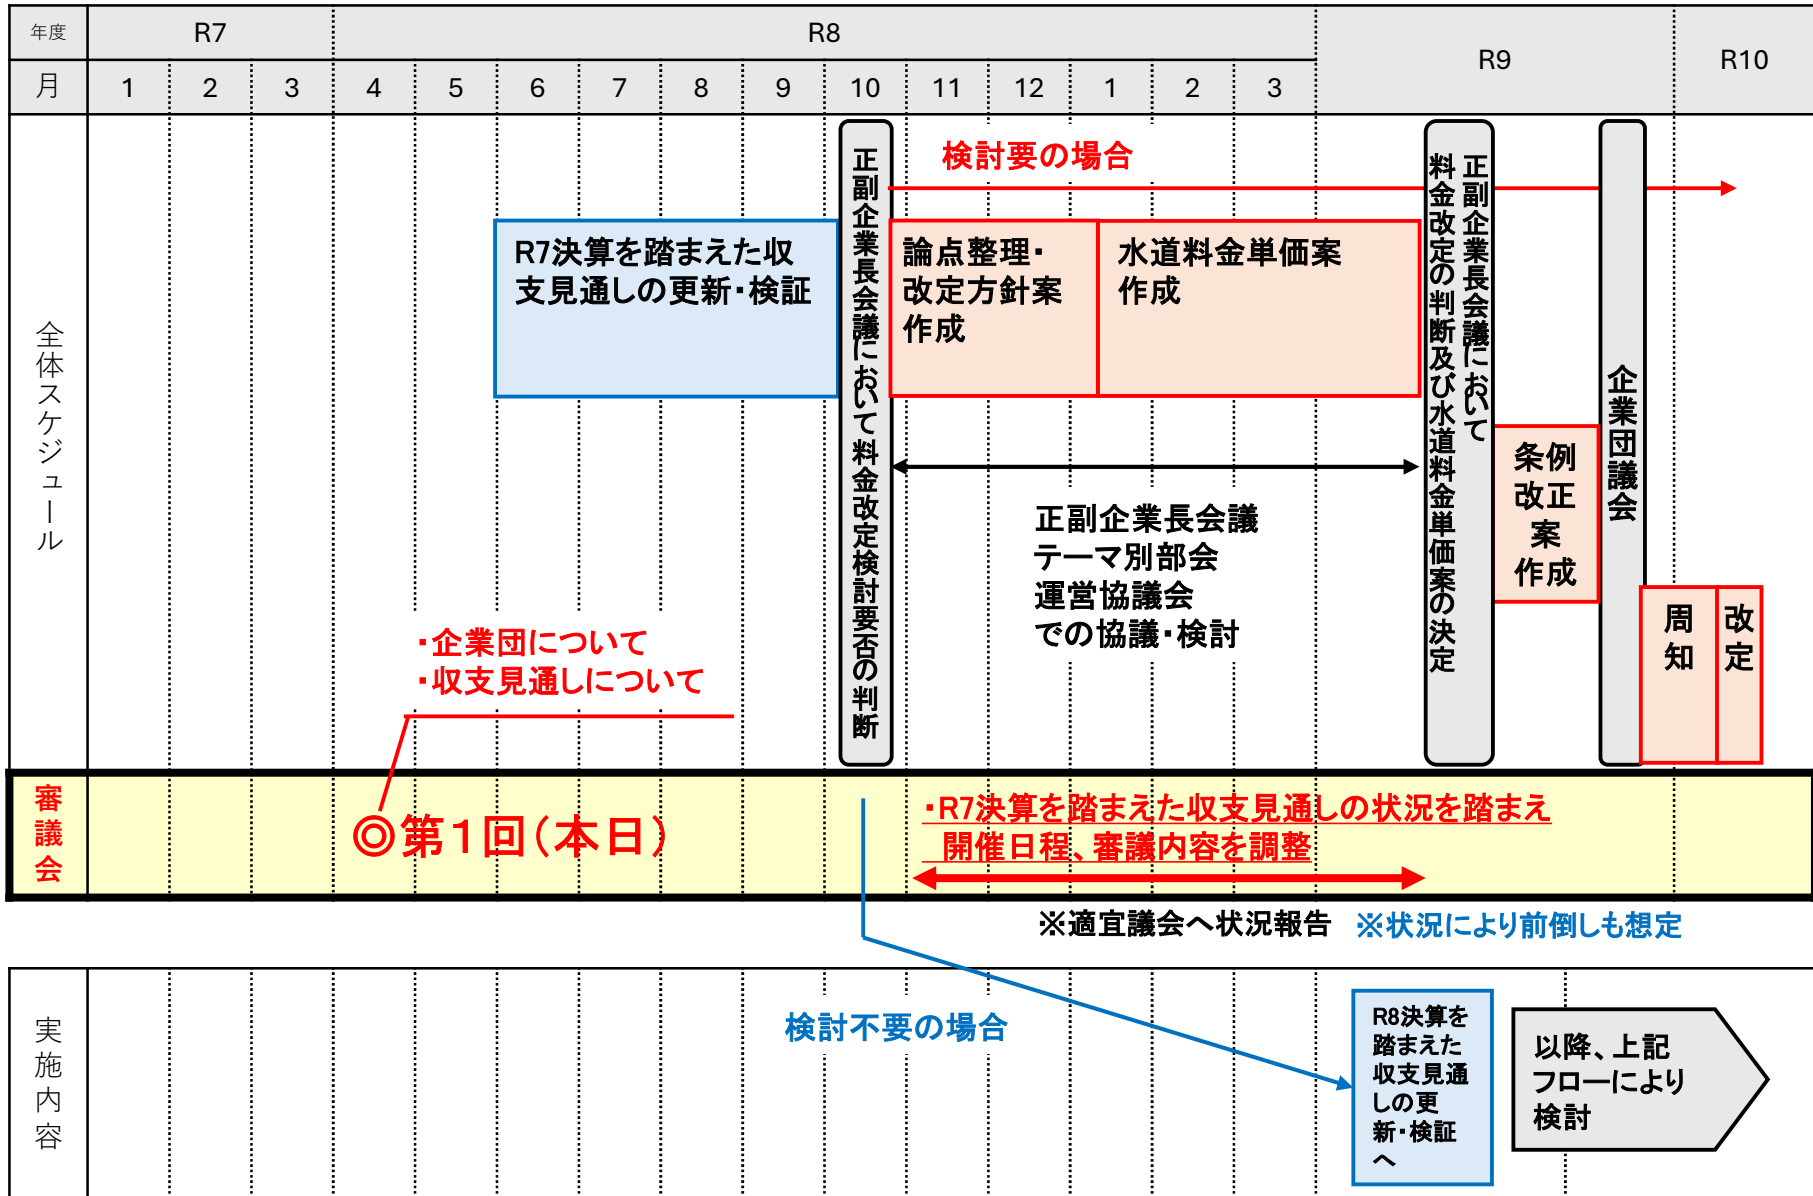 年度
R7
R8
R9
R10
月
1
2
3
4
5
6
7
8
9
10
11
12
1
2
3
全体スケジュール
検討要の場合
R7決算を踏まえた収
支見通しの更新・検証
正副企業長会議において料金改定検討要否の判断
論点整理・
改定方針案
作成
水道料金単価案
作成
正副企業長会議において
料金改定の判断及び水道料金単価案の決定
企業団議会
条例
改正
案
作成
正副企業長会議
テーマ別部会
運営協議会
での協議・検討
周
知
改
定
・企業団について
・収支見通しについて
審議会
◎第1回(本日)
・R7決算を踏まえた収支見通しの状況を踏まえ
開催日程、審議内容を調整
※適宜議会へ状況報告
※状況により前倒しも想定
実施内容
検討不要の場合
R8決算を
踏まえた
収支見通
しの更
新・検証
へ
以降、上記
フローにより
検討